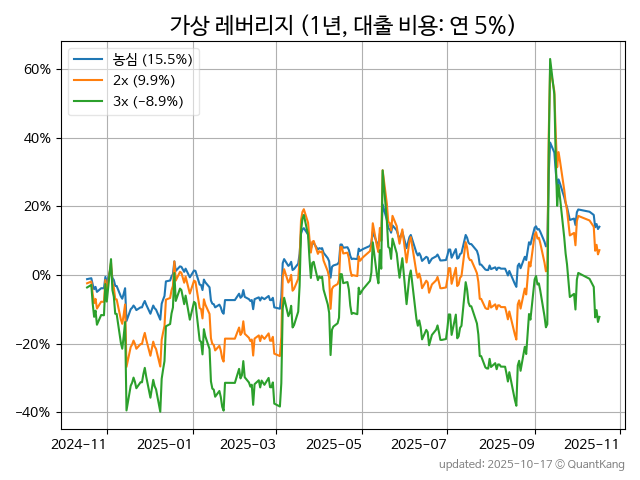 가상 레버리지 (1년, 대출 비용: 연 5%)
농심 (15.5%)
2x (9.9%)
3x (-8.9%)
60%
40%
20%
0%
-20%
-40%
2024-11
2025-01
2025-03
2025-05
2025-07
2025-09
2025-11
updated: 2025-10-17 © QuantKang